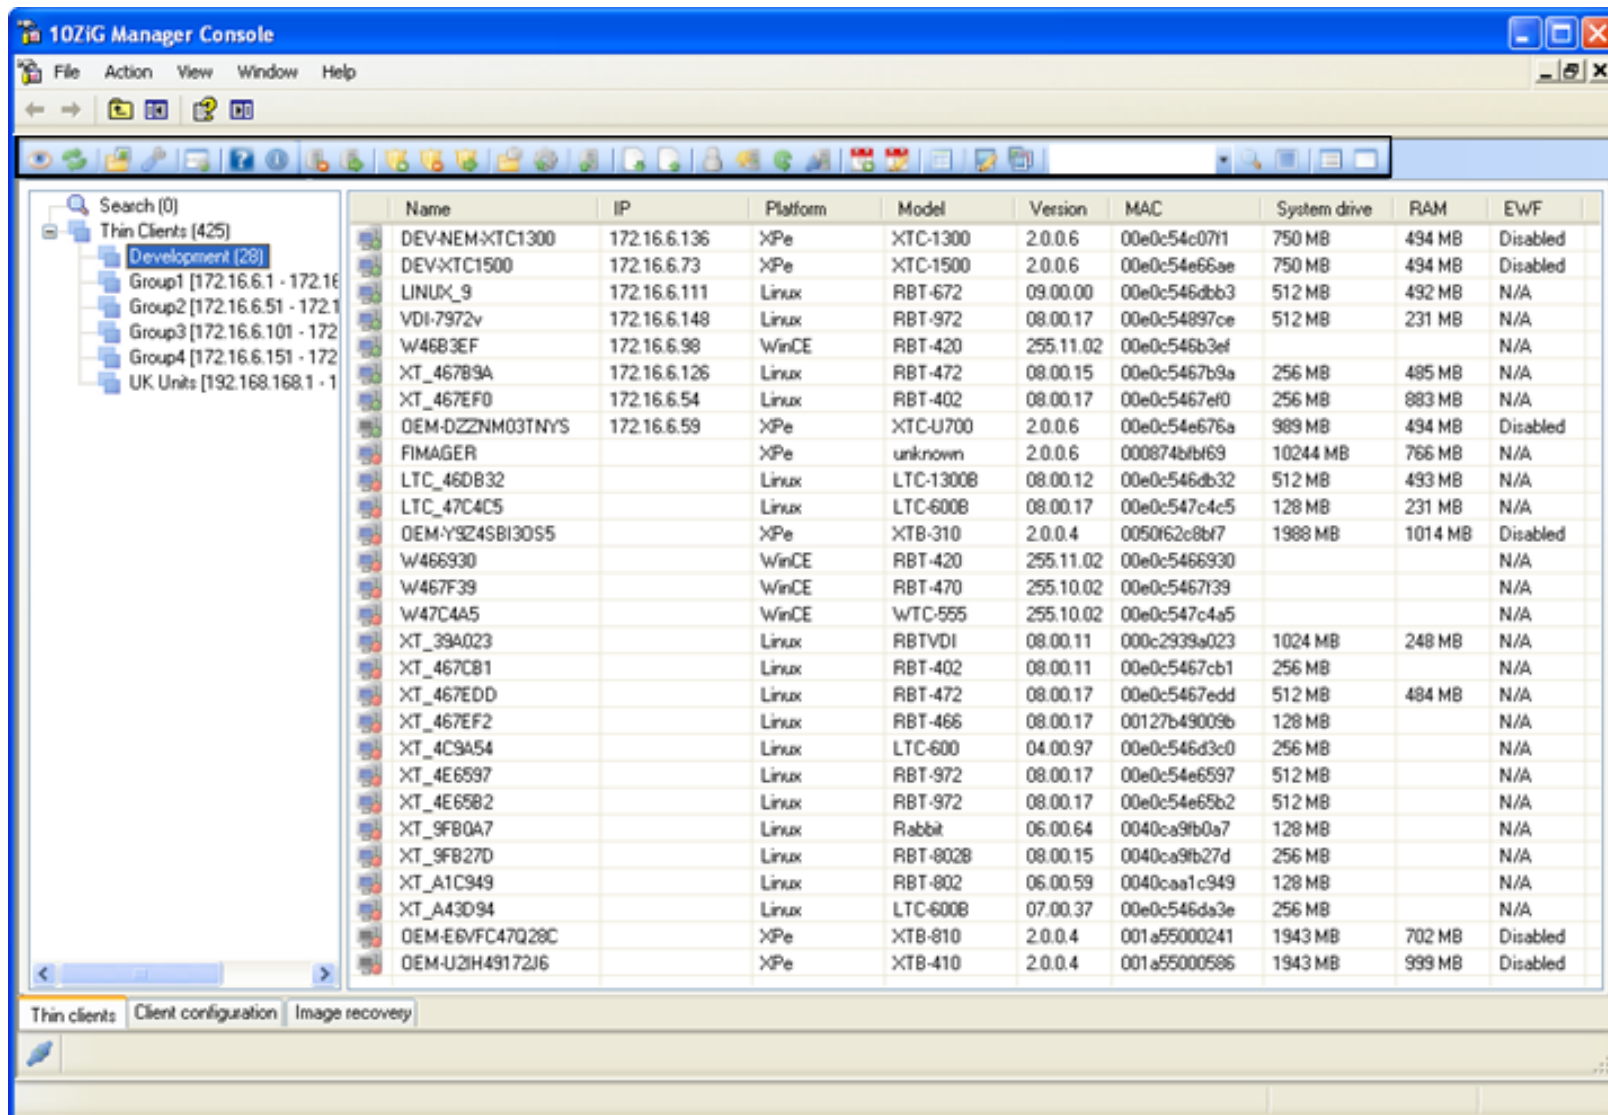 10ZiG Manager Console
File Action View Window Help
Search (0)
Thin Clients (425)
Development (28)
Group1 [172.16.6.1 - 172.16
Group2 [172.16.6.51 - 172.1
Group3 [172.16.6.101 - 172
Group4 [172.16.6.151 - 172
UK Units [192.168.168.1 - 1
Name IP Platform Model Version MAC System drive RAM EWF
DEV-NEM-XTC1300 172.16.6.136 XPe XTC-1300 2.0.0.6 00e0c54c07f1 750 MB 494 MB Disabled
DEV-XTC1500 172.16.6.73 XPe XTC-1500 2.0.0.6 00e0c54e66ae 750 MB 494 MB Disabled
LINUX_9 172.16.6.111 Linux RBT-672 09.00.00 00e0c546dbb3 512 MB 492 MB N/A
VDI-7972v 172.16.6.148 Linux RBT-972 08.00.17 00e0c54897ce 512 MB 231 MB N/A
W46B3EF 172.16.6.98 WinCE RBT-420 255.11.02 00e0c546b3ef N/A
XT_467B9A 172.16.6.126 Linux RBT-472 08.00.15 00e0c5467b9a 256 MB 485 MB N/A
XT_467EF0 172.16.6.54 Linux RBT-402 08.00.17 00e0c5467ef0 256 MB 883 MB N/A
OEM-DZZNM03TNYS 172.16.6.59 XPe XTC-U700 2.0.0.6 00e0c54e676a 989 MB 494 MB Disabled
FIMAGER XPe unknown 2.0.0.6 000874bfbf69 10244 MB 766 MB N/A
LTC_46DB32 Linux LTC-1300B 08.00.12 00e0c546db32 512 MB 493 MB N/A
LTC_47C4C5 Linux LTC-600B 08.00.17 00e0c547c4c5 128 MB 231 MB N/A
OEM-Y9Z4SBI3OS5 XPe XTB-310 2.0.0.4 0050f62c8bf7 1988 MB 1014 MB Disabled
W466930 WinCE RBT-420 255.11.02 00e0c5466930 N/A
W467F39 WinCE RBT-470 255.10.02 00e0c5467f39 N/A
W47C4A5 WinCE WTC-555 255.10.02 00e0c547c4a5 N/A
XT_39A023 Linux RBTVDI 08.00.11 000c2939a023 1024 MB 248 MB N/A
XT_467CB1 Linux RBT-402 08.00.11 00e0c5467cb1 256 MB N/A
XT_467EDD Linux RBT-472 08.00.17 00e0c5467edd 512 MB 484 MB N/A
XT_467EF2 Linux RBT-466 08.00.17 00127b49009b 128 MB N/A
XT_4C9A54 Linux LTC-600 04.00.97 00e0c546d3c0 256 MB N/A
XT_4E6597 Linux RBT-972 08.00.17 00e0c54e6597 512 MB N/A
XT_4E65B2 Linux RBT-972 08.00.17 00e0c54e65b2 512 MB N/A
XT_9FB0A7 Linux Rabbit 06.00.64 0040ca9fb0a7 128 MB N/A
XT_9FB27D Linux RBT-802B 08.00.15 0040ca9fb27d 256 MB N/A
XT_A1C949 Linux RBT-802 06.00.59 0040caa1c949 128 MB N/A
XT_A43D94 Linux LTC-600B 07.00.37 00e0c546da3e 256 MB N/A
OEM-E6VFC47Q28C XPe XTB-810 2.0.0.4 001a55000241 1943 MB 702 MB Disabled
OEM-U2IH49172J6 XPe XTB-410 2.0.0.4 001a55000586 1943 MB 999 MB Disabled
Thin clients Client configuration Image recovery